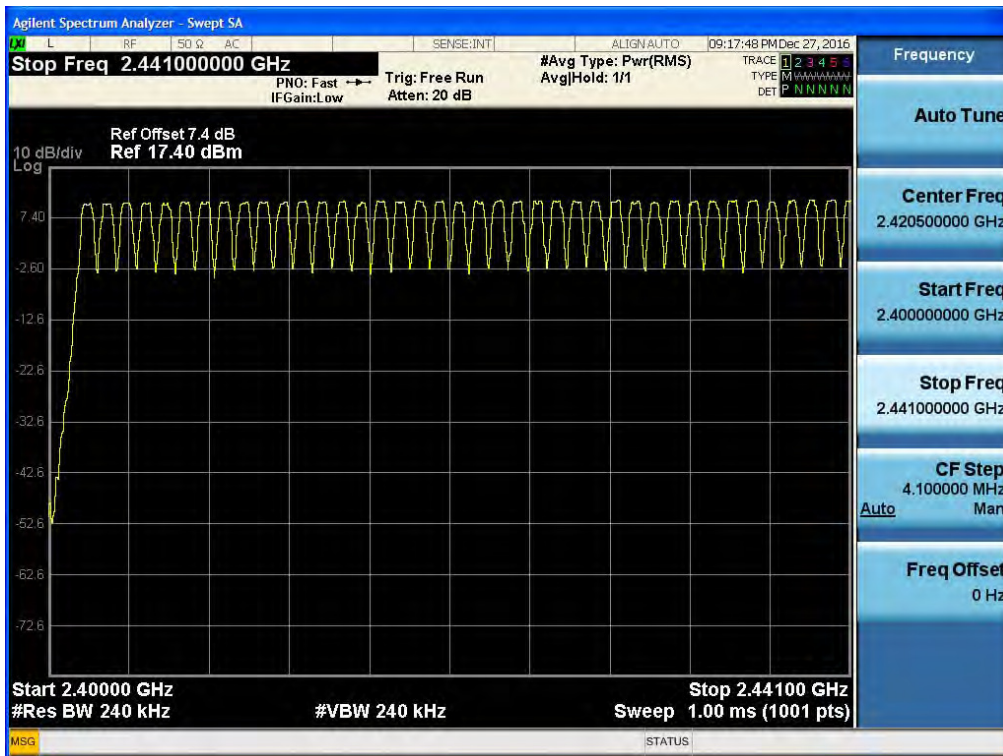 Agilent Spectrum Analyzer - Swept SA
LXI L RF 50 Ω AC SENSE:INT ALIGN AUTO 09:17:48 PM Dec 27, 2016
Stop Freq 2.441000000 GHz
PNO: Fast
IFGain:Low
Trig: Free Run
Atten: 20 dB
#Avg Type: Pwr(RMS)
Avg|Hold: 1/1
TRACE 1 2 3 4 5 6
TYPE M
DET P N N N N N
Ref Offset 7.4 dB
10 dB/div Ref 17.40 dBm
Log
7.40
-2.60
-12.6
-22.6
-32.6
-42.6
-52.6
-62.6
-72.6
Start 2.40000 GHz Stop 2.44100 GHz
#Res BW 240 kHz #VBW 240 kHz Sweep 1.00 ms (1001 pts)
MSG STATUS
Frequency
Auto Tune
Center Freq
2.420500000 GHz
Start Freq
2.400000000 GHz
Stop Freq
2.441000000 GHz
CF Step
4.100000 MHz
Auto Man
Freq Offset
0 Hz